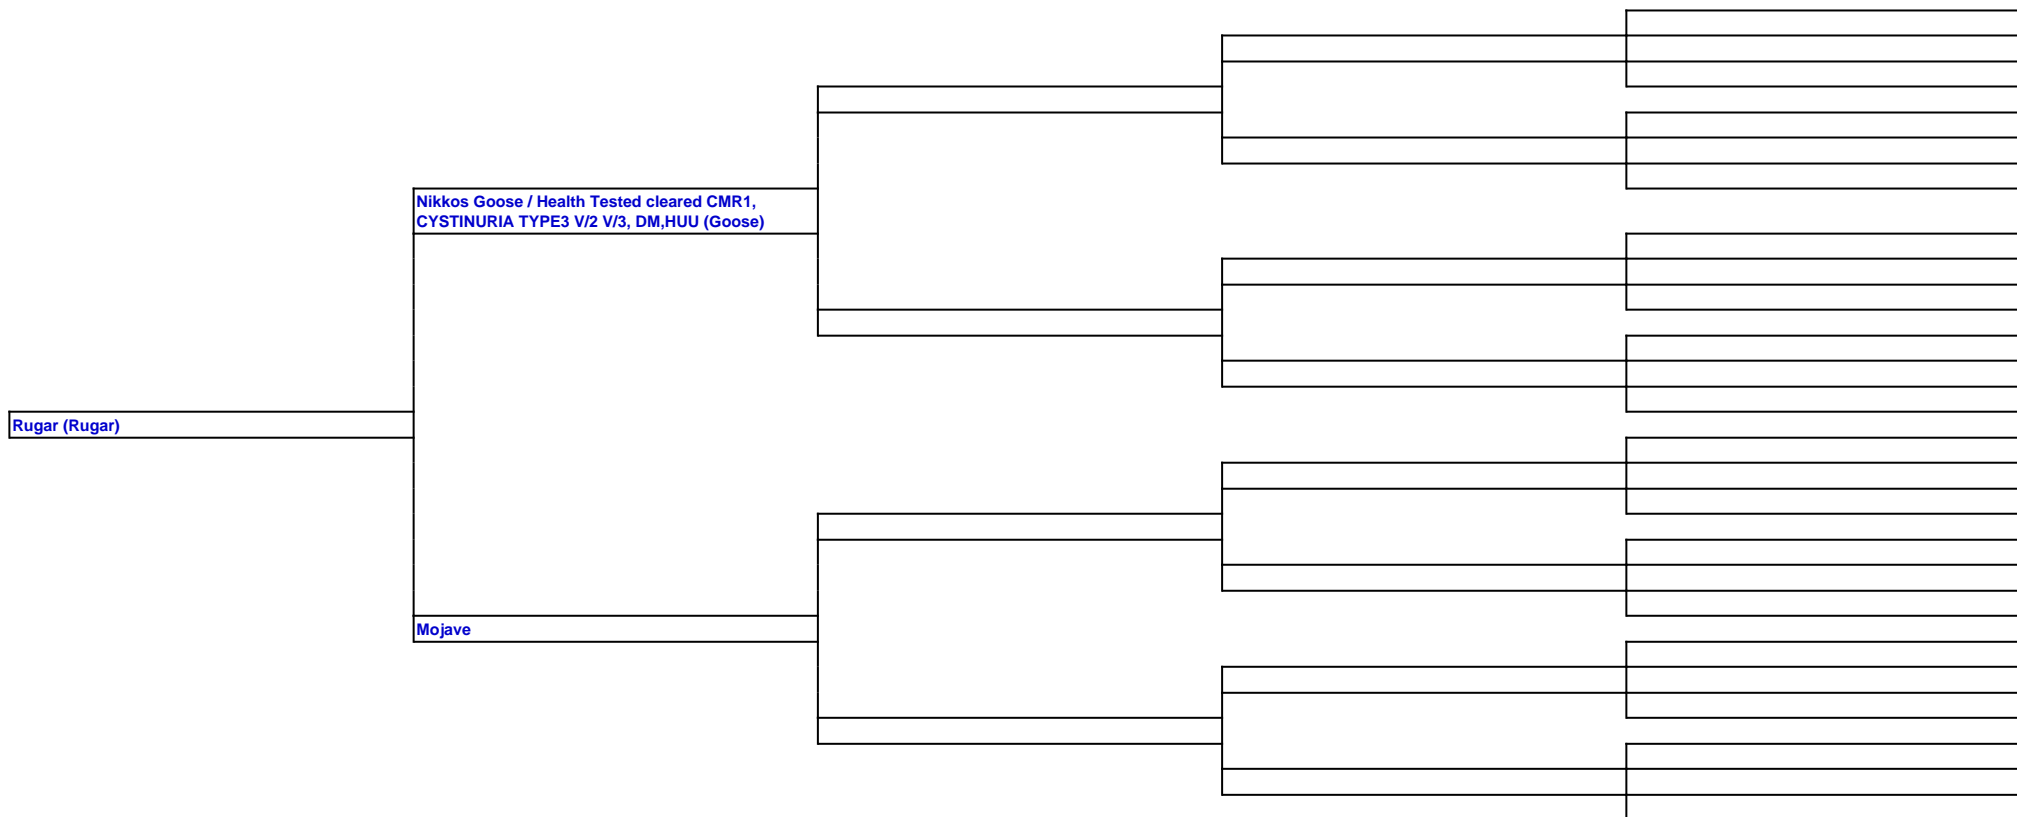 Nikkos Goose / Health Tested cleared CMR1,
CYSTINURIA TYPE3 V/2 V/3, DM,HUU (Goose)
Rugar (Rugar)
Mojave